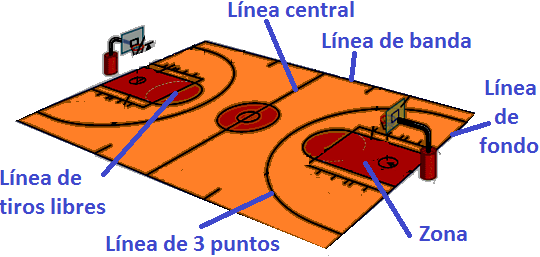 Línea central
Línea de banda
Línea
de
fondo
Línea de
tiros libres
Línea de 3 puntos
Zona